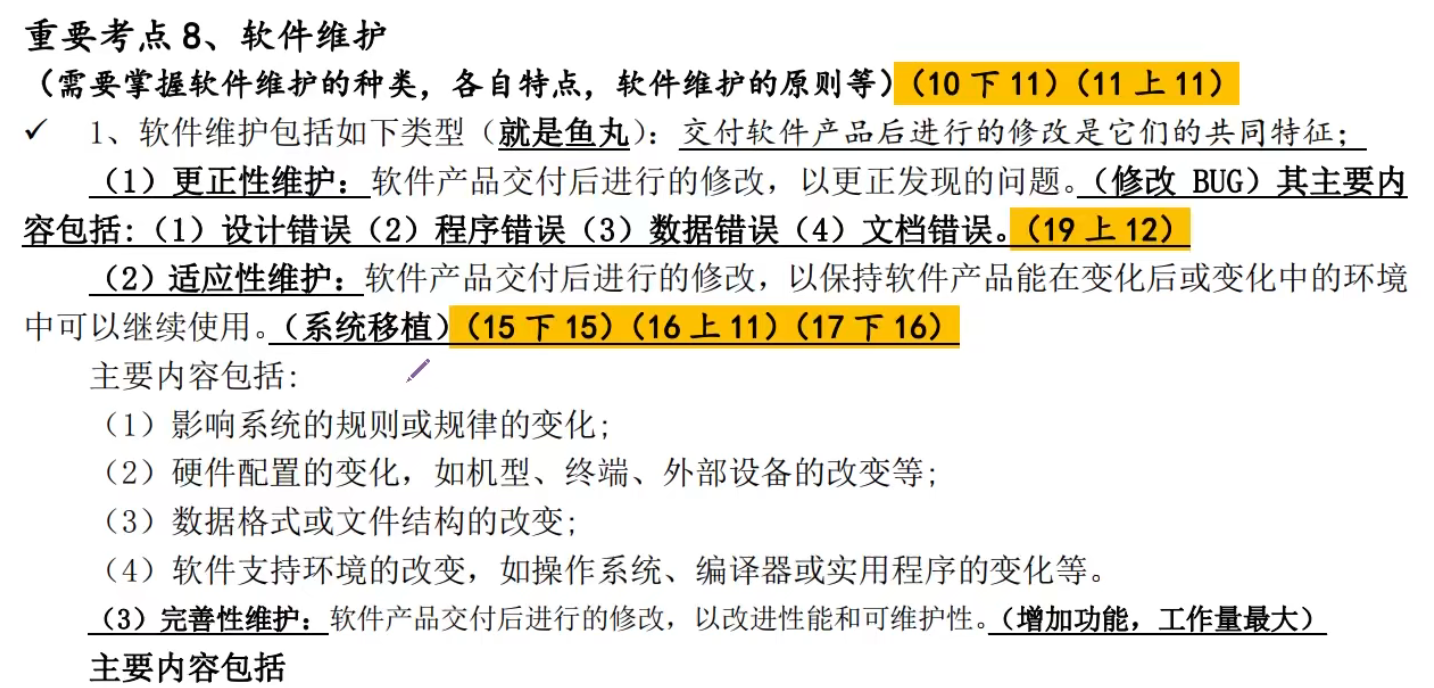 重要考点 8、软件维护
（需要掌握软件维护的种类，各自特点，软件维护的原则等）（10 下 11）（11 上 11）
✓ 1、软件维护包括如下类型（就是鱼丸）：交付软件产品后进行的修改是它们的共同特征；
（1）更正性维护：软件产品交付后进行的修改，以更正发现的问题。（修改 BUG）其主要内
容包括:（1）设计错误（2）程序错误（3）数据错误（4）文档错误。（19 上 12）
（2）适应性维护：软件产品交付后进行的修改，以保持软件产品能在变化后或变化中的环境
中可以继续使用。（系统移植）（15 下 15）（16 上 11）（17 下 16）
主要内容包括:
（1）影响系统的规则或规律的变化;
（2）硬件配置的变化，如机型、终端、外部设备的改变等;
（3）数据格式或文件结构的改变;
（4）软件支持环境的改变，如操作系统、编译器或实用程序的变化等。
（3）完善性维护：软件产品交付后进行的修改，以改进性能和可维护性。（增加功能，工作量最大）
主要内容包括